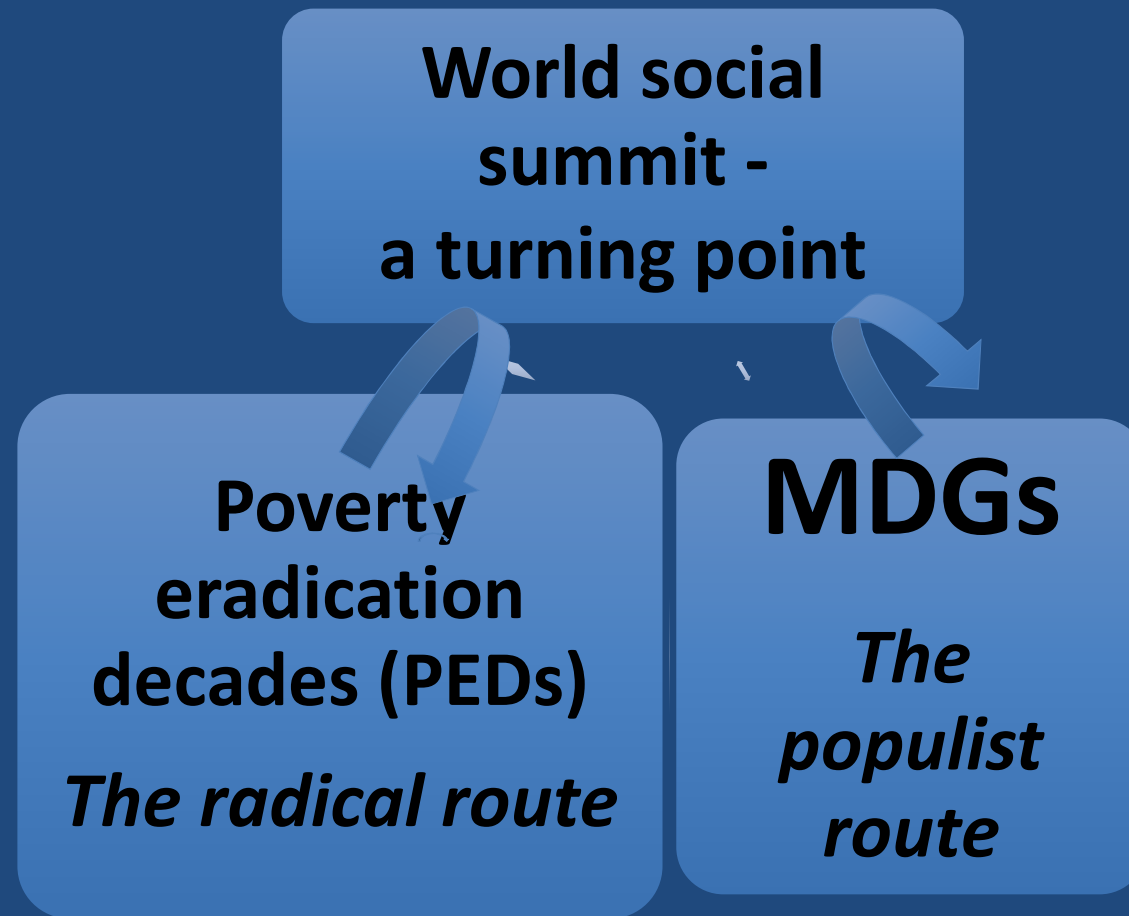 World social
summit -
a turning point
Poverty
eradication
decades (PEDs)
The radical route
MDGs
The
populist
route